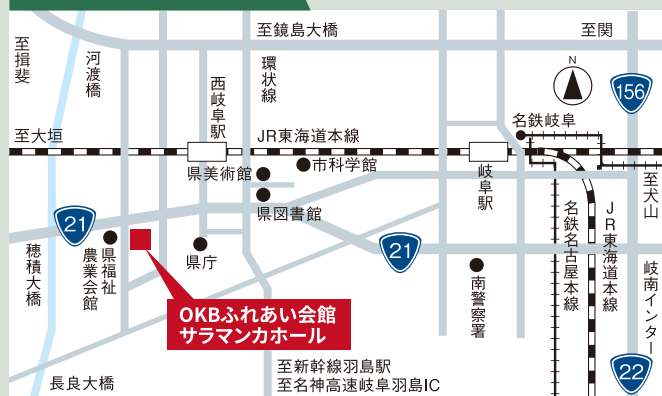 至鏡島大橋
至関
至揖斐
河渡橋
西岐阜駅
環状線
N
156
名鉄岐阜
至大垣
JR東海道本線
県美術館
市科学館
岐阜駅
至犬山
県図書館
21
穂積大橋
農業会館
県福祉
県庁
21
南警察署
名鉄名古屋本線
JR東海道本線
岐南インター
OKBふれあい会館
サラマンカホール
至新幹線羽島駅
至名神高速岐阜羽島IC
長良大橋
22